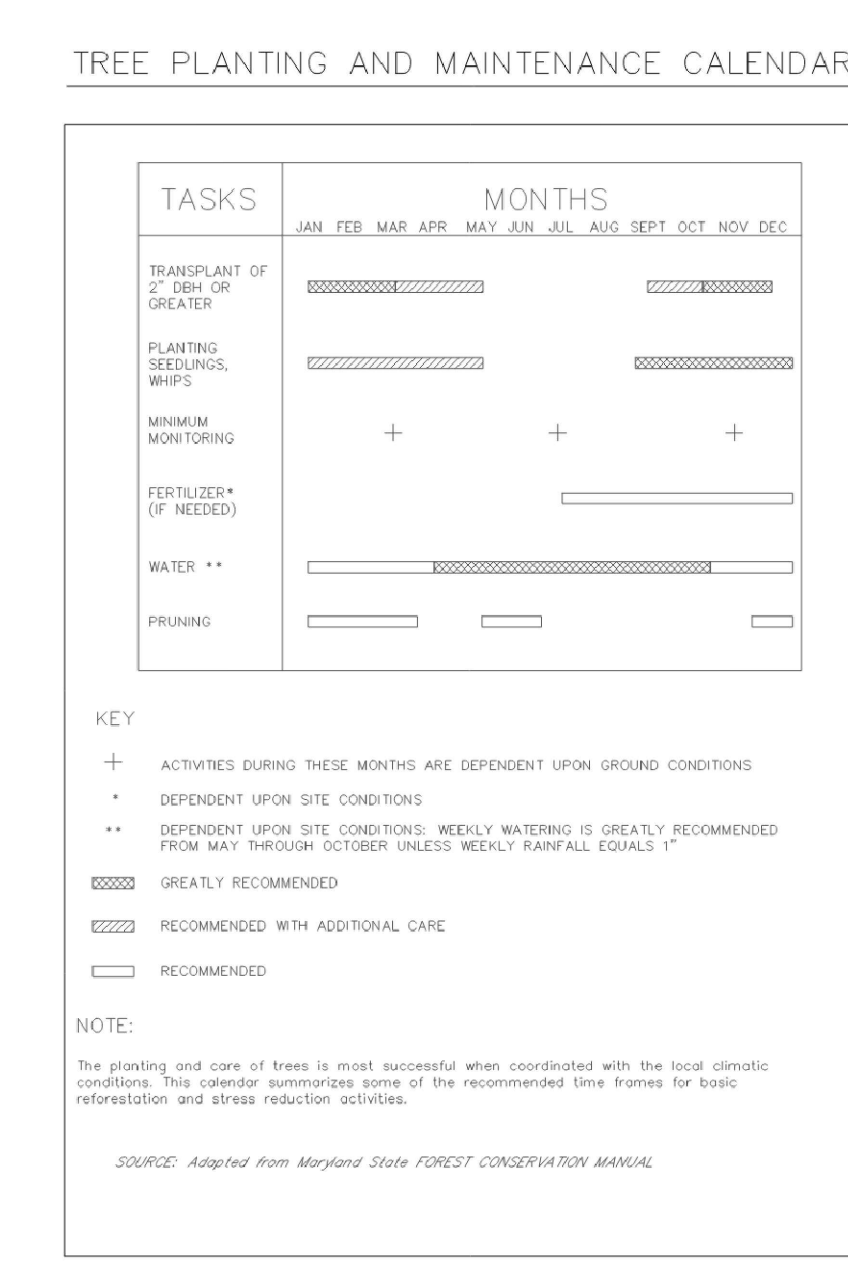 TREE PLANTING AND MAINTENANCE CALENDAR
TASKS
MONTHS
JAN FEB MAR APR MAY JUN JUL AUG SEPT OCT NOV DEC
TRANSPLANT OF
2" DBH OR
GREATER
PLANTING
SEEDLINGS,
WHIPS
MINIMUM
MONITORING
FERTILIZER*
(IF NEEDED)
WATER **
PRUNING
KEY
+ ACTIVITIES DURING THESE MONTHS ARE DEPENDENT UPON GROUND CONDITIONS
* DEPENDENT UPON SITE CONDITIONS
** DEPENDENT UPON SITE CONDITIONS: WEEKLY WATERING IS GREATLY RECOMMENDED
FROM MAY THROUGH OCTOBER UNLESS WEEKLY RAINFALL EQUALS 1"
GREATLY RECOMMENDED
RECOMMENDED WITH ADDITIONAL CARE
RECOMMENDED
NOTE:
The planting and care of trees is most successful when coordinated with the local climatic
conditions. This calendar summarizes some of the recommended time frames for basic
reforestation and stress reduction activities.
SOURCE: Adapted from Maryland State FOREST CONSERVATION MANUAL